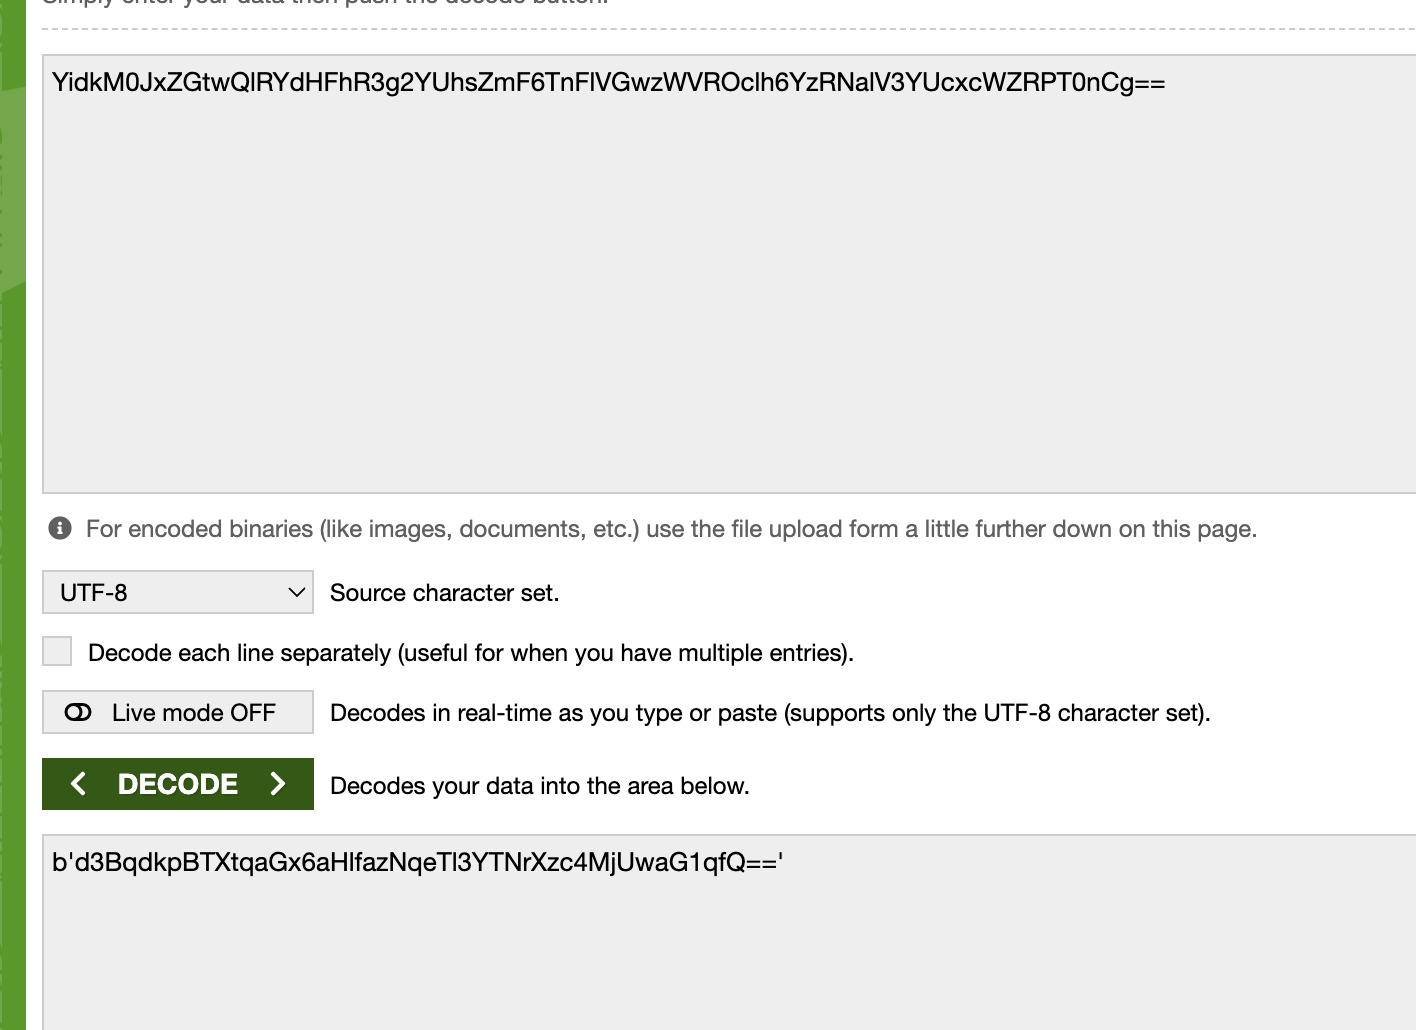 Simply enter your data then push the decode button.
YidkM0JxZGtwQlRYdHFhR3g2YUhsZmF6TnFlVGwzWVROclh6YzRNalV3YUcxcWZRPT0nCg==
For encoded binaries (like images, documents, etc.) use the file upload form a little further down on this page.
UTF-8 Source character set.
Decode each line separately (useful for when you have multiple entries).
Live mode OFF Decodes in real-time as you type or paste (supports only the UTF-8 character set).
< DECODE > Decodes your data into the area below.
b'd3BqdkpBTXtqaGx6aHlfazNqeTl3YTNrXzc4MjUwaG1qfQ=='